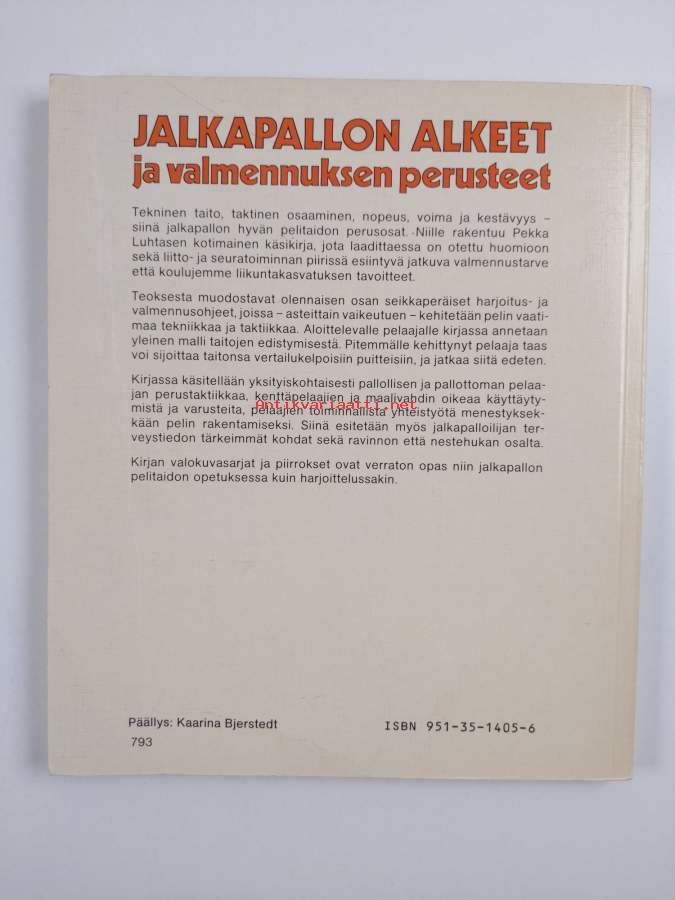 JALKAPALLON ALKEET
ja valmennuksen perusteet
Tekninen taito, taktinen osaaminen, nopeus, voima ja kestävyys –
siinä jalkapallon hyvän pelitaidon perusosat. Niille rakentuu Pekka
Luhtasen kotimainen käsikirja, jota laadittaessa on otettu huomioon
sekä liitto- ja seuratoiminnan piirissä esiintyvä jatkuva valmennustarve
että koulujemme liikuntakasvatuksen tavoitteet.
Teoksesta muodostavat olennaisen osan seikkaperäiset harjoitus- ja
valmennusohjeet, joissa – asteittain vaikeutuen – kehitetään pelin vaati-
maa tekniikkaa ja taktiikkaa. Aloittelevalle pelaajalle kirjassa annetaan
yleinen malli taitojen edistymisestä. Pitemmälle kehittynyt pelaaja taas
voi sijoittaa taitonsa vertailukelpoisiin puitteisiin, ja jatkaa siitä edeten.
Kirjassa käsitellään yksityiskohtaisesti pallollisen ja pallottoman pelaa-
jan perustaktiikkaa, kenttäpelaajien ja maalivahdin oikeaa käyttäyty-
Antikvariaatti.net
mistä ja varusteita, pelaajien toiminnallista yhteistyötä menestyksek-
kään pelin rakentamiseksi. Siinä esitetään myös jalkapalloilijan ter-
veystiedon tärkeimmät kohdat sekä ravinnon että nestehukan osalta.
Kirjan valokuvasarjat ja piirrokset ovat verraton opas niin jalkapallon
pelitaidon opetuksessa kuin harjoittelussakin.
Päällys: Kaarina Bjerstedt
ISBN 951-35-1405-6
793